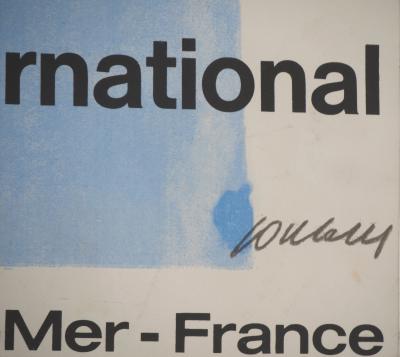 rnational
-Mer - France